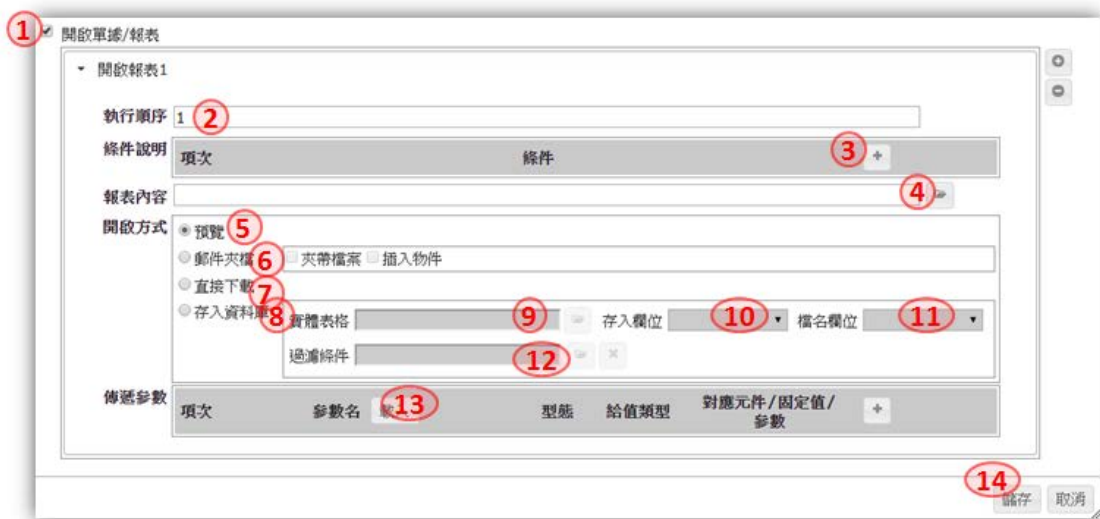 1 開啟單據/報表
開啟報表1
執行順序 1 2
條件說明 項次 條件 3 +
報表內容 4
開啟方式 預覽 5
郵件夾檔 6 夾帶檔案 插入物件
直接下載 7
存入資料庫 8 實體表格 9 存入欄位 10 檔名欄位 11
過濾條件 12
傳遞參數 項次 參數名 13 型態 給值類型 對應元件/固定值/
參數 +
14
儲存 取消